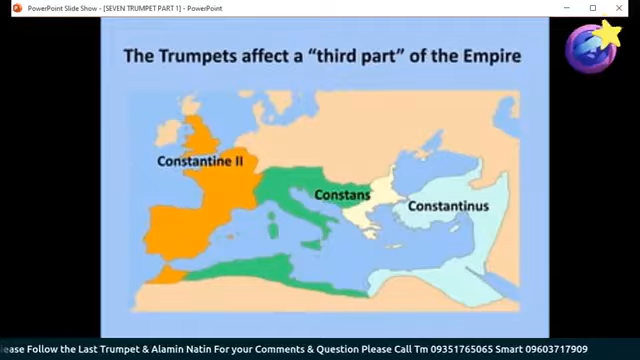 PowerPoint Slide Show - [SEVEN TRUMPET PART 1] - PowerPoint
The Trumpets affect a “third part” of the Empire
Constantine II
Constans
Constantinus
ease Follow the Last Trumpet & Alamin Natin For your Comments & Question Please Call Tm 09351765065 Smart 09603717909